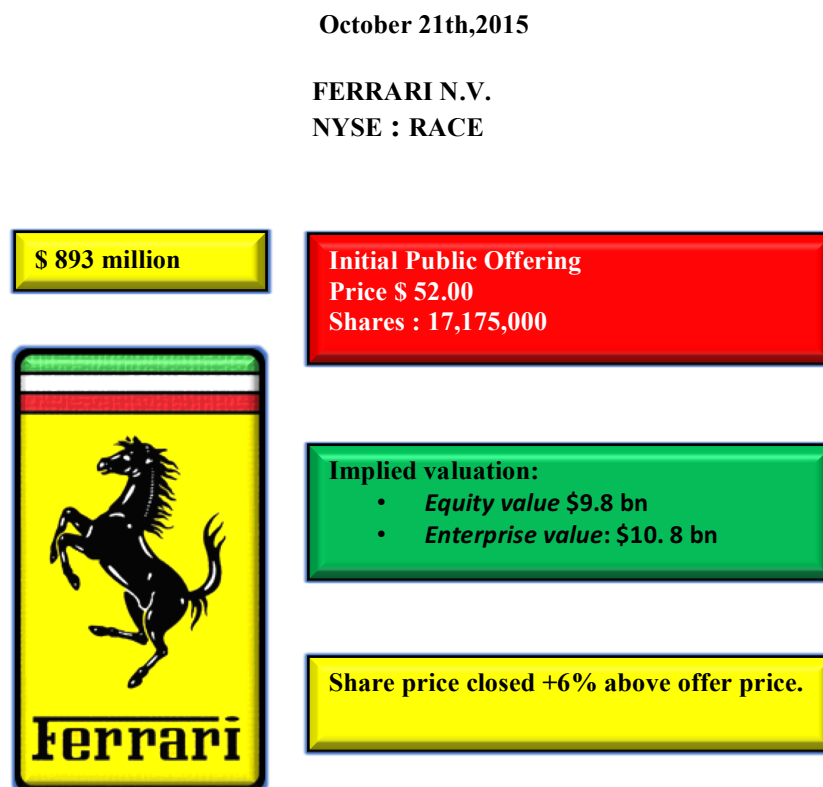 October 21th,2015
FERRARI N.V.
NYSE : RACE
$ 893 million
Initial Public Offering
Price $ 52.00
Shares : 17,175,000
Implied valuation:
• Equity value $9.8 bn
• Enterprise value: $10. 8 bn
Share price closed +6% above offer price.
Ferrari